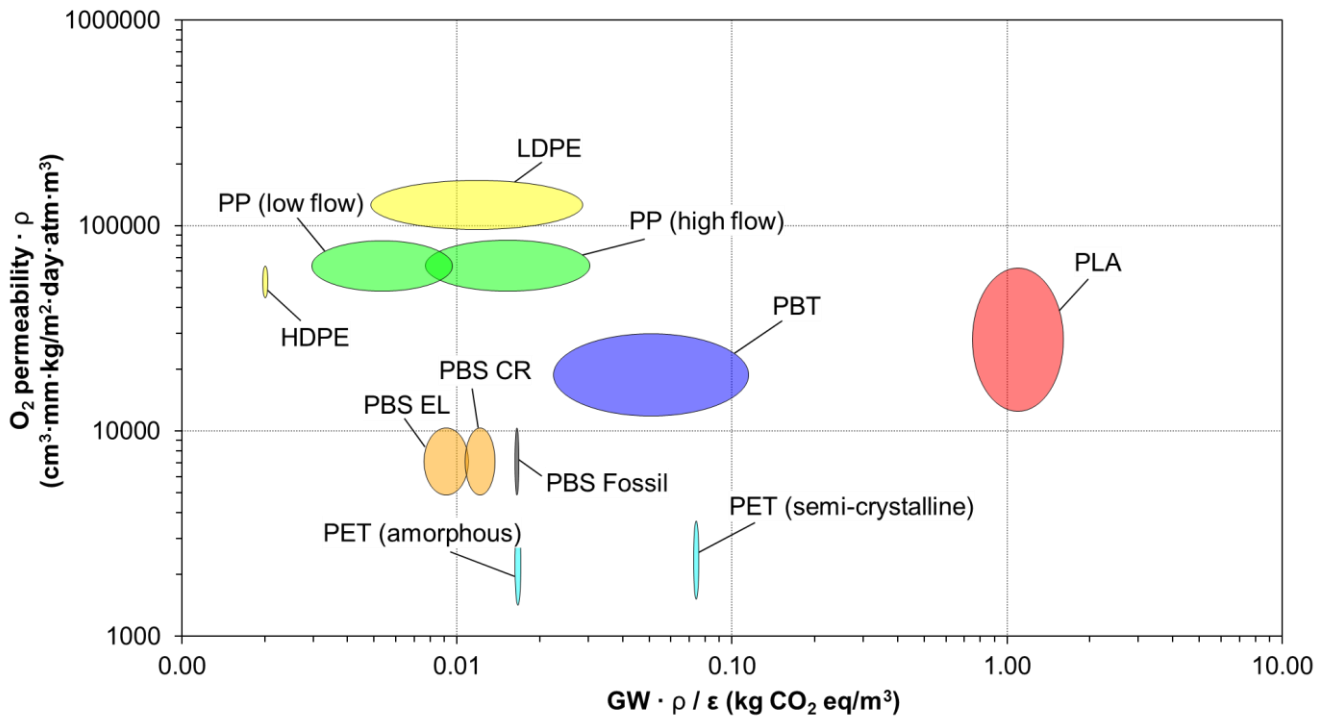 1000000
100000
10000
1000
O₂ permeability · ρ
(cm³·mm·kg/m²·day·atm·m³)
LDPE
PP (low flow)
PP (high flow)
PLA
HDPE
PBT
PBS CR
PBS EL
PBS Fossil
PET (semi-crystalline)
PET (amorphous)
0.00
0.01
0.10
1.00
10.00
GW · ρ / ε (kg CO₂ eq/m³)